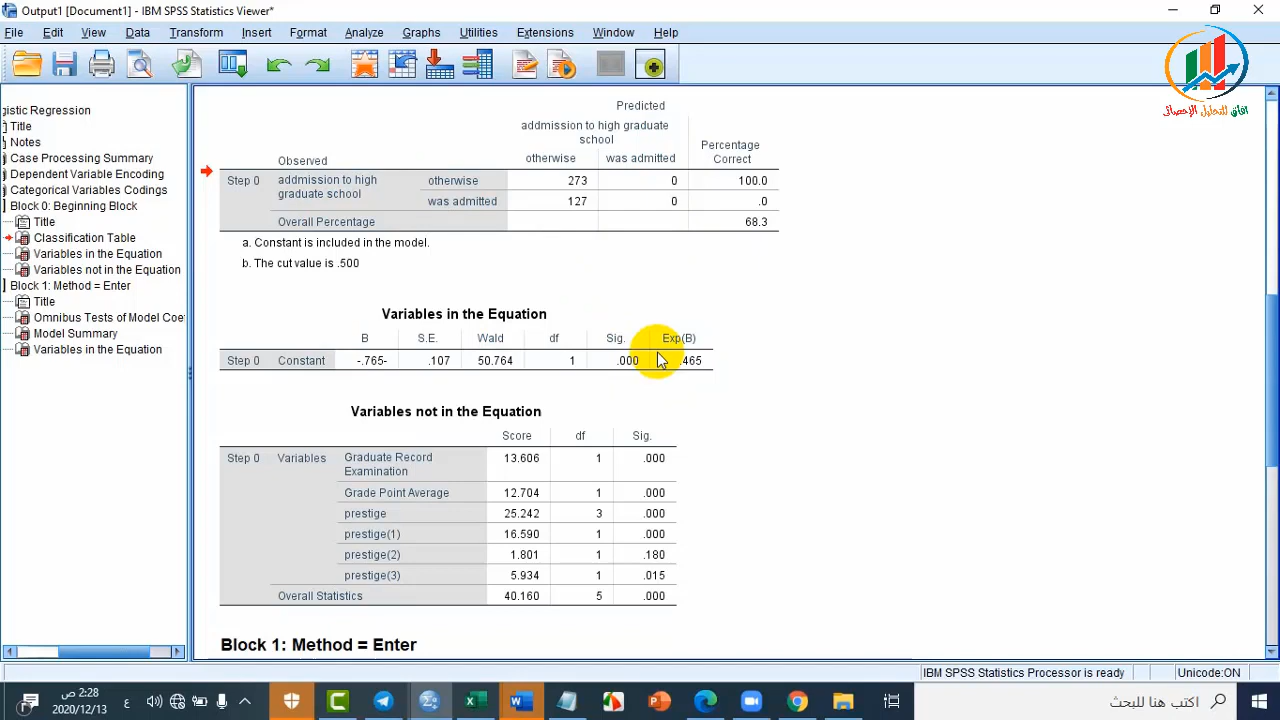 Output1 [Document1] - IBM SPSS Statistics Viewer*
File Edit View Data Transform Insert Format Analyze Graphs Utilities Extensions Window Help
افاق للتحليل الإحصائي
gistic Regression
Title
Notes
Case Processing Summary
Dependent Variable Encoding
Categorical Variables Codings
Block 0: Beginning Block
Title
Classification Table
Variables in the Equation
Variables not in the Equation
Block 1: Method = Enter
Title
Omnibus Tests of Model Coe
Model Summary
Variables in the Equation
Predicted
addmission to high graduate
school
Percentage
Correct
Observed otherwise was admitted
Step 0 addmission to high
graduate school
otherwise 273 0 100.0
was admitted 127 0 .0
Overall Percentage 68.3
a. Constant is included in the model.
b. The cut value is .500
Variables in the Equation
B S.E. Wald df Sig. Exp(B)
Step 0 Constant -.765- .107 50.764 1 .000 .465
Variables not in the Equation
Score df Sig.
Step 0 Variables Graduate Record
Examination
13.606 1 .000
Grade Point Average 12.704 1 .000
prestige 25.242 3 .000
prestige(1) 16.590 1 .000
prestige(2) 1.801 1 .180
prestige(3) 5.934 1 .015
Overall Statistics 40.160 5 .000
Block 1: Method = Enter
IBM SPSS Statistics Processor is ready Unicode:ON
2:28 ص
2020/12/13
ع
اكتب هنا للبحث